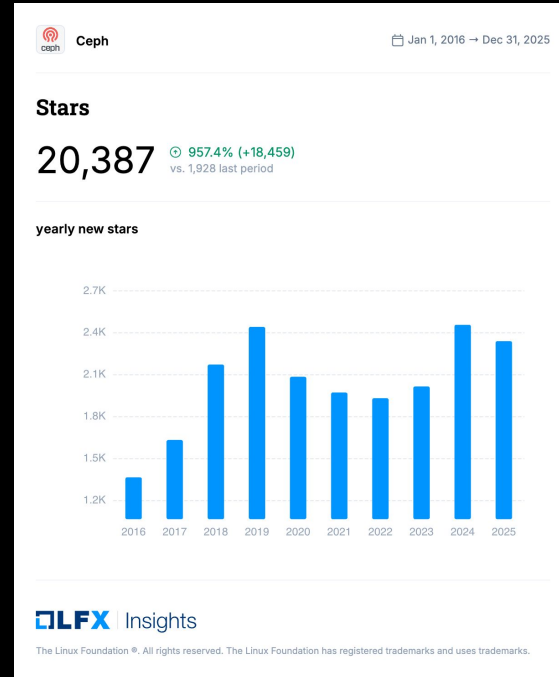 ceph
Ceph
Jan 1, 2016 → Dec 31, 2025
Stars
20,387
957.4% (+18,459)
vs. 1,928 last period
yearly new stars
2.7K
2.4K
2.1K
1.8K
1.5K
1.2K
2016 2017 2018 2019 2020 2021 2022 2023 2024 2025
LFX Insights
The Linux Foundation ®. All rights reserved. The Linux Foundation has registered trademarks and uses trademarks.